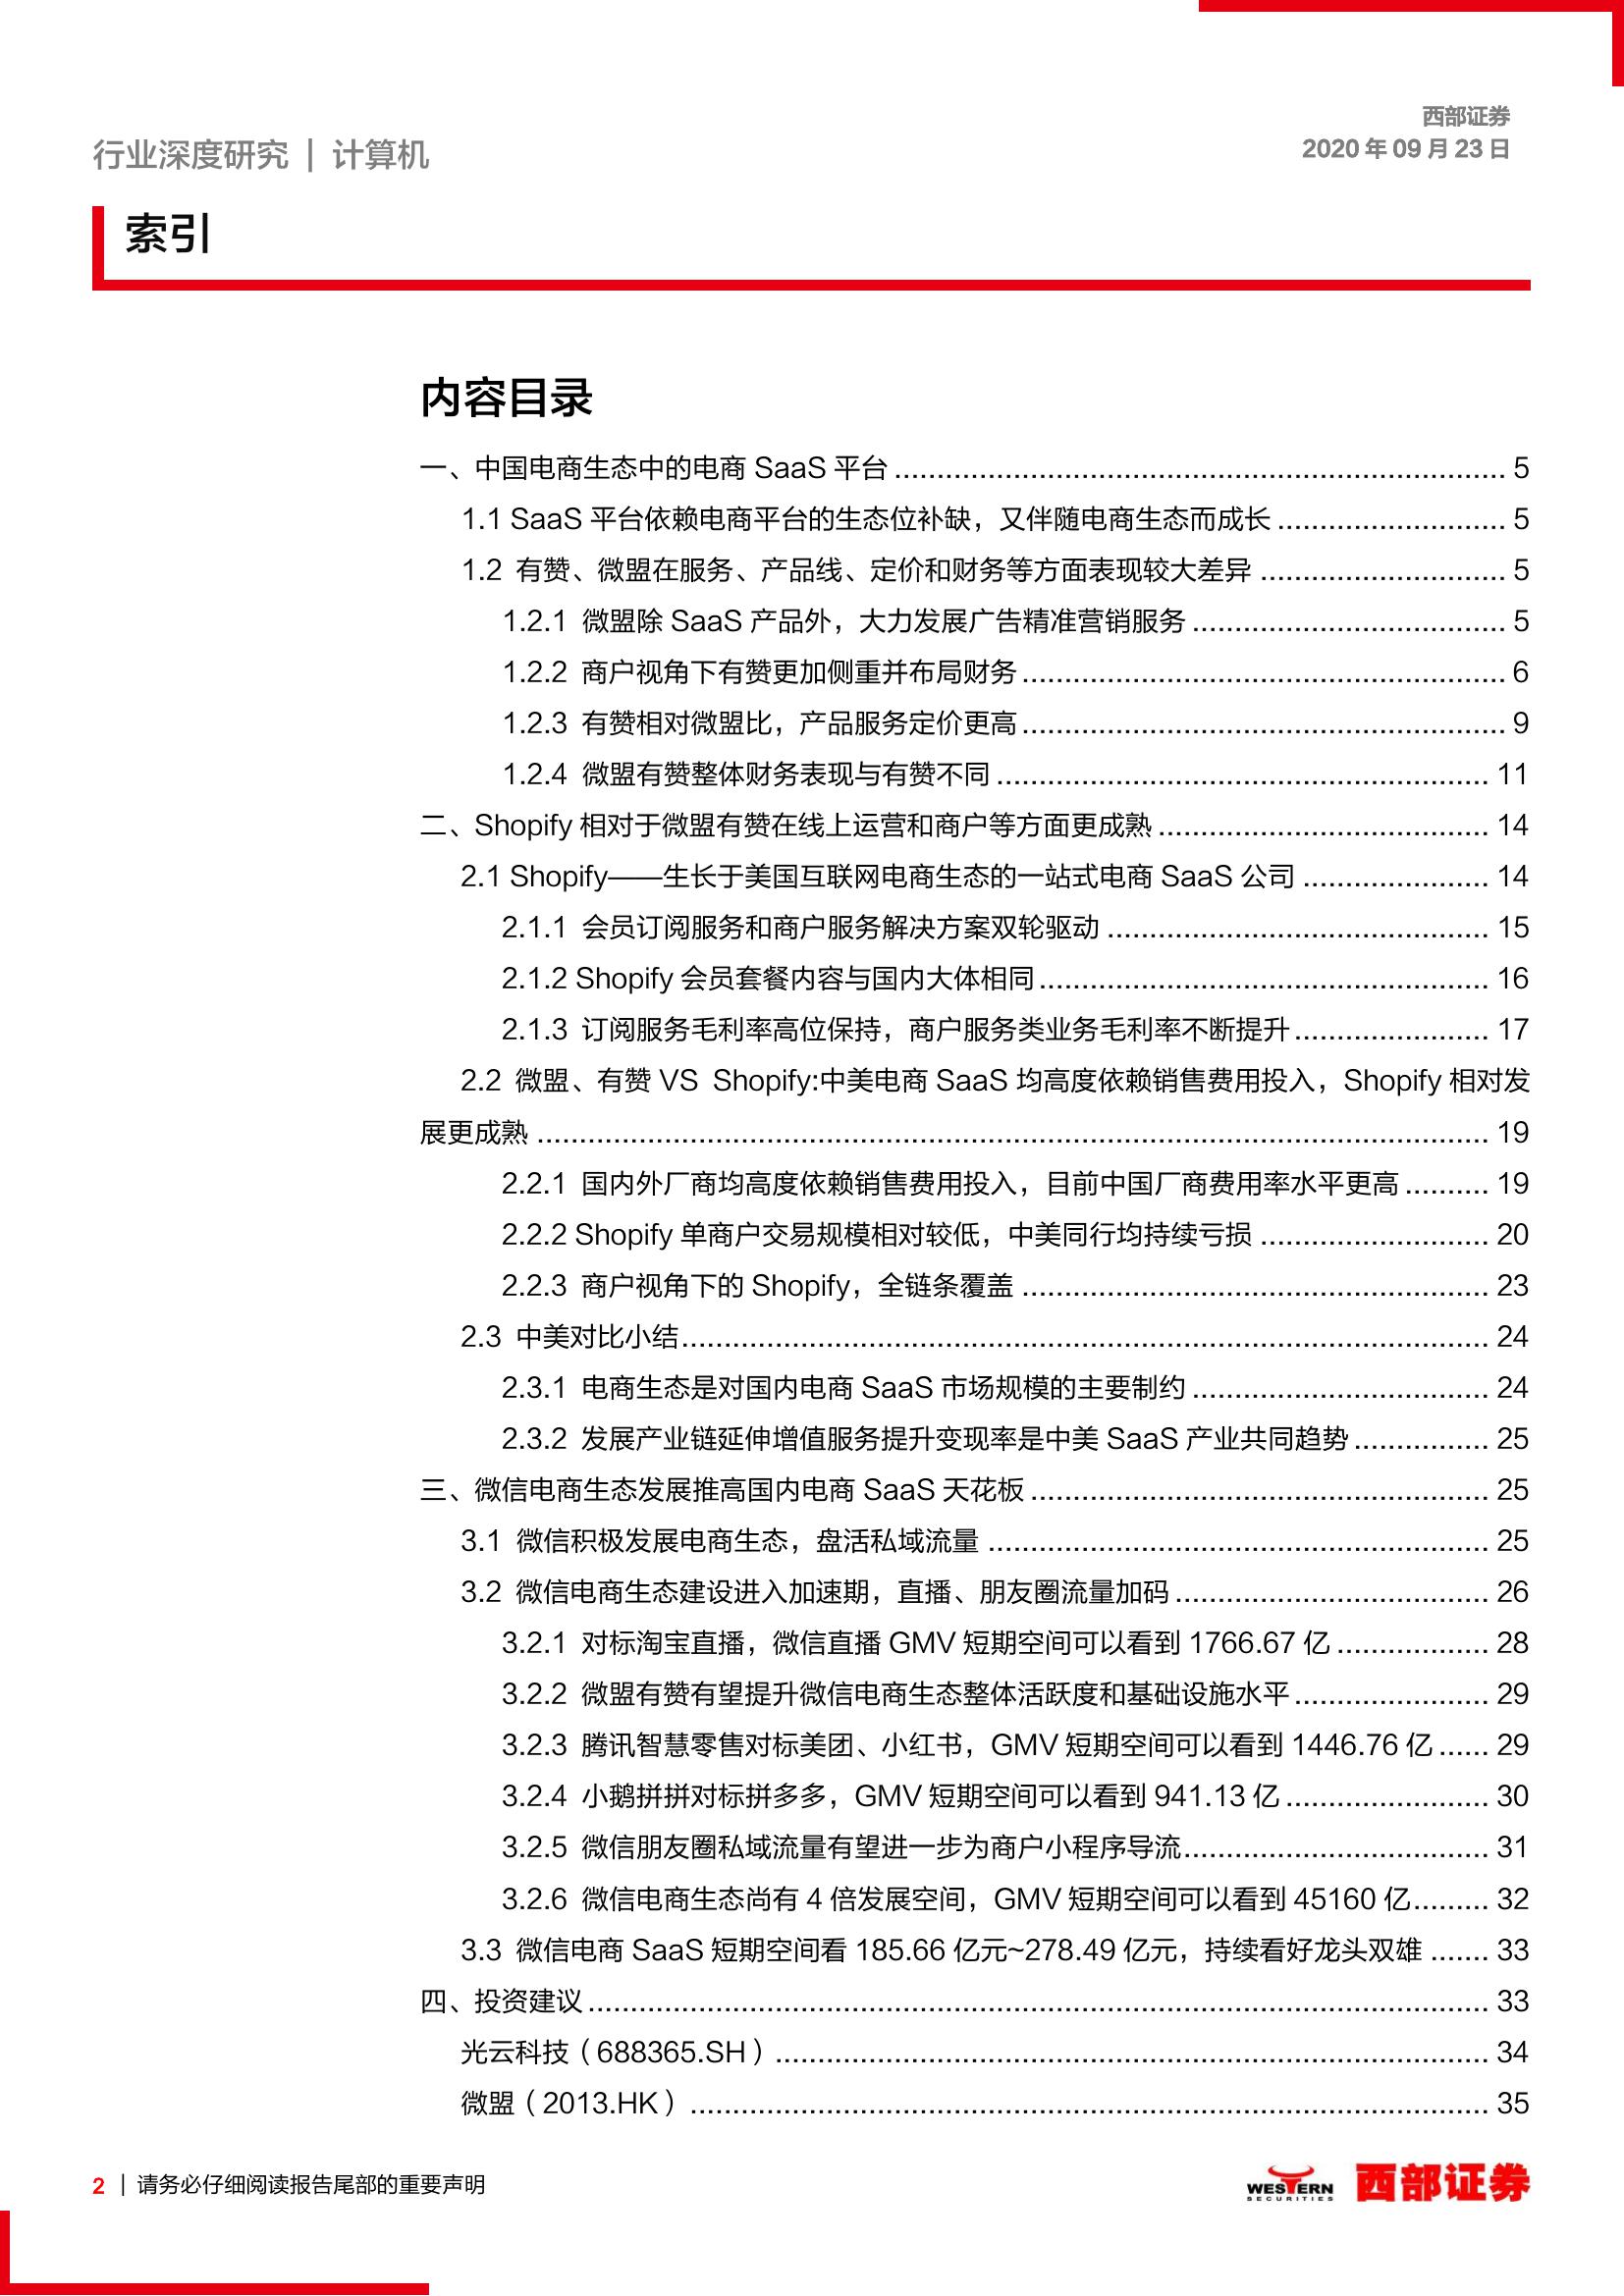 西部证券
2020 年 09 月 23 日
行业深度研究 | 计算机
索引
内容目录
一、中国电商生态中的电商 SaaS 平台 ........ 5
1.1 SaaS 平台依赖电商平台的生态位补缺，又伴随电商生态而成长 ........ 5
1.2 有赞、微盟在服务、产品线、定价和财务等方面表现较大差异 ........ 5
1.2.1 微盟除 SaaS 产品外，大力发展广告精准营销服务 ........ 5
1.2.2 商户视角下有赞更加侧重并布局财务 ........ 6
1.2.3 有赞相对微盟比，产品服务定价更高 ........ 9
1.2.4 微盟有赞整体财务表现与有赞不同 ........ 11
二、Shopify 相对于微盟有赞在线上运营和商户等方面更成熟 ........ 14
2.1 Shopify——生长于美国互联网电商生态的一站式电商 SaaS 公司 ........ 14
2.1.1 会员订阅服务和商户服务解决方案双轮驱动 ........ 15
2.1.2 Shopify 会员套餐内容与国内大体相同 ........ 16
2.1.3 订阅服务毛利率高位保持，商户服务类业务毛利率不断提升 ........ 17
2.2 微盟、有赞 VS Shopify:中美电商 SaaS 均高度依赖销售费用投入，Shopify 相对发
展更成熟 ........ 19
2.2.1 国内外厂商均高度依赖销售费用投入，目前中国厂商费用率水平更高 ........ 19
2.2.2 Shopify 单商户交易规模相对较低，中美同行均持续亏损 ........ 20
2.2.3 商户视角下的 Shopify，全链条覆盖 ........ 23
2.3 中美对比小结 ........ 24
2.3.1 电商生态是对国内电商 SaaS 市场规模的主要制约 ........ 24
2.3.2 发展产业链延伸增值服务提升变现率是中美 SaaS 产业共同趋势 ........ 25
三、微信电商生态发展推高国内电商 SaaS 天花板 ........ 25
3.1 微信积极发展电商生态，盘活私域流量 ........ 25
3.2 微信电商生态建设进入加速期，直播、朋友圈流量加码 ........ 26
3.2.1 对标淘宝直播，微信直播 GMV 短期空间可以看到 1766.67 亿 ........ 28
3.2.2 微盟有赞有望提升微信电商生态整体活跃度和基础设施水平 ........ 29
3.2.3 腾讯智慧零售对标美团、小红书，GMV 短期空间可以看到 1446.76 亿 ...... 29
3.2.4 小鹅拼拼对标拼多多，GMV 短期空间可以看到 941.13 亿 ........ 30
3.2.5 微信朋友圈私域流量有望进一步为商户小程序导流 ........ 31
3.2.6 微信电商生态尚有 4 倍发展空间，GMV 短期空间可以看到 45160 亿 ........ 32
3.3 微信电商 SaaS 短期空间看 185.66 亿元~278.49 亿元，持续看好龙头双雄 ....... 33
四、投资建议 ........ 33
光云科技（688365.SH） ........ 34
微盟（2013.HK） ........ 35
2 | 请务必仔细阅读报告尾部的重要声明
WESTERN
SECURITIES
西部证券